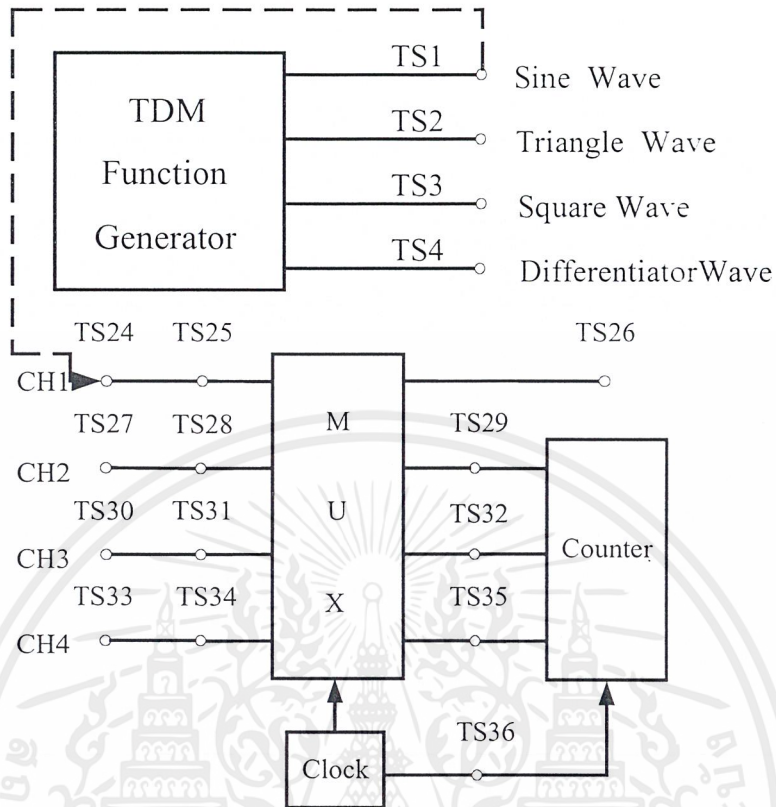 TS1
Sine Wave
TDM
Function
Generator
TS2
Triangle Wave
TS3
Square Wave
TS4
DifferentiatorWave
TS24
TS25
TS26
CH1
TS27
TS28
M
TS29
CH2
TS30
TS31
U
TS32
Counter
CH3
TS33
TS34
X
TS35
CH4
TS36
Clock